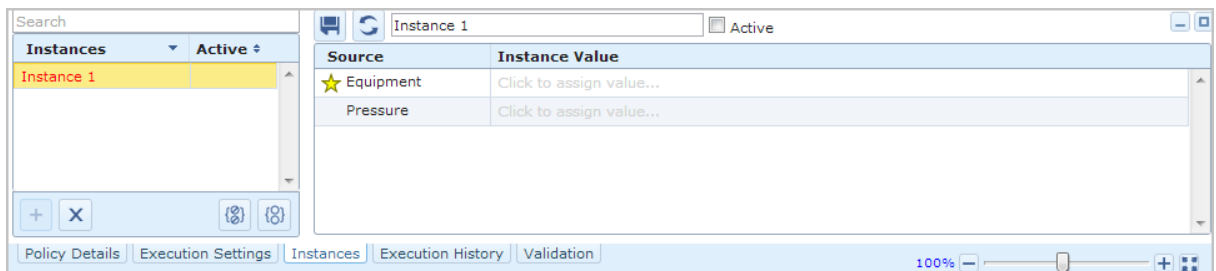 Search
Instances Active
Instance 1
Instance 1 Active
Source Instance Value
Equipment Click to assign value...
Pressure Click to assign value...
Policy Details Execution Settings Instances Execution History Validation
100%